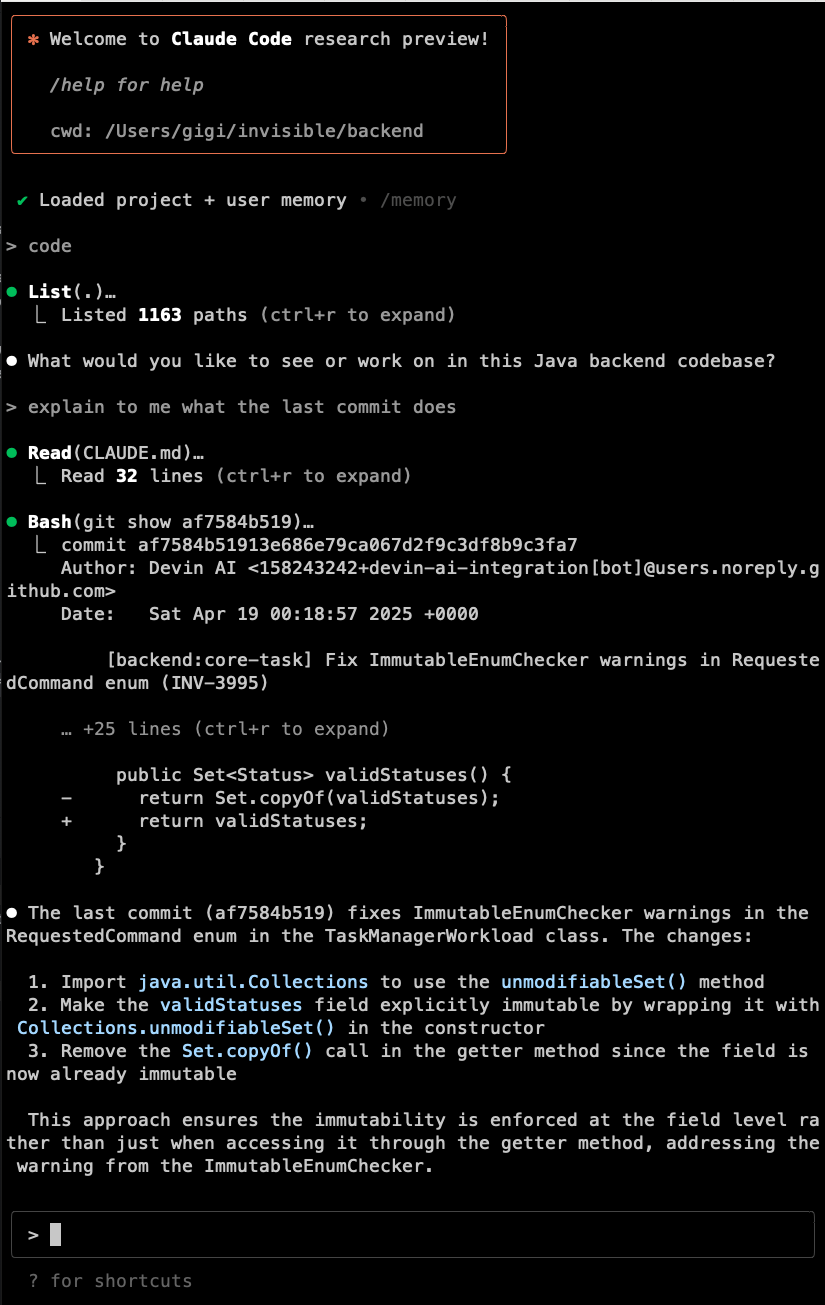 * Welcome to Claude Code research preview!
/help for help
cwd: /Users/gigi/invisible/backend
✔ Loaded project + user memory • /memory
> code
● List(.)…
⎿ Listed 1163 paths (ctrl+r to expand)
● What would you like to see or work on in this Java backend codebase?
> explain to me what the last commit does
● Read(CLAUDE.md)…
⎿ Read 32 lines (ctrl+r to expand)
● Bash(git show af7584b519)…
⎿ commit af7584b51913e686e79ca067d2f9c3df8b9c3fa7
Author: Devin AI <158243242+devin-ai-integration[bot]@users.noreply.g
ithub.com>
Date:   Sat Apr 19 00:18:57 2025 +0000
[backend:core-task] Fix ImmutableEnumChecker warnings in Requeste
dCommand enum (INV-3995)
… +25 lines (ctrl+r to expand)
public Set<Status> validStatuses() {
-      return Set.copyOf(validStatuses);
+      return validStatuses;
}
}
● The last commit (af7584b519) fixes ImmutableEnumChecker warnings in the
RequestedCommand enum in the TaskManagerWorkload class. The changes:
1. Import java.util.Collections to use the unmodifiableSet() method
2. Make the validStatuses field explicitly immutable by wrapping it with
Collections.unmodifiableSet() in the constructor
3. Remove the Set.copyOf() call in the getter method since the field is
now already immutable
This approach ensures the immutability is enforced at the field level ra
ther than just when accessing it through the getter method, addressing the
warning from the ImmutableEnumChecker.
>
? for shortcuts